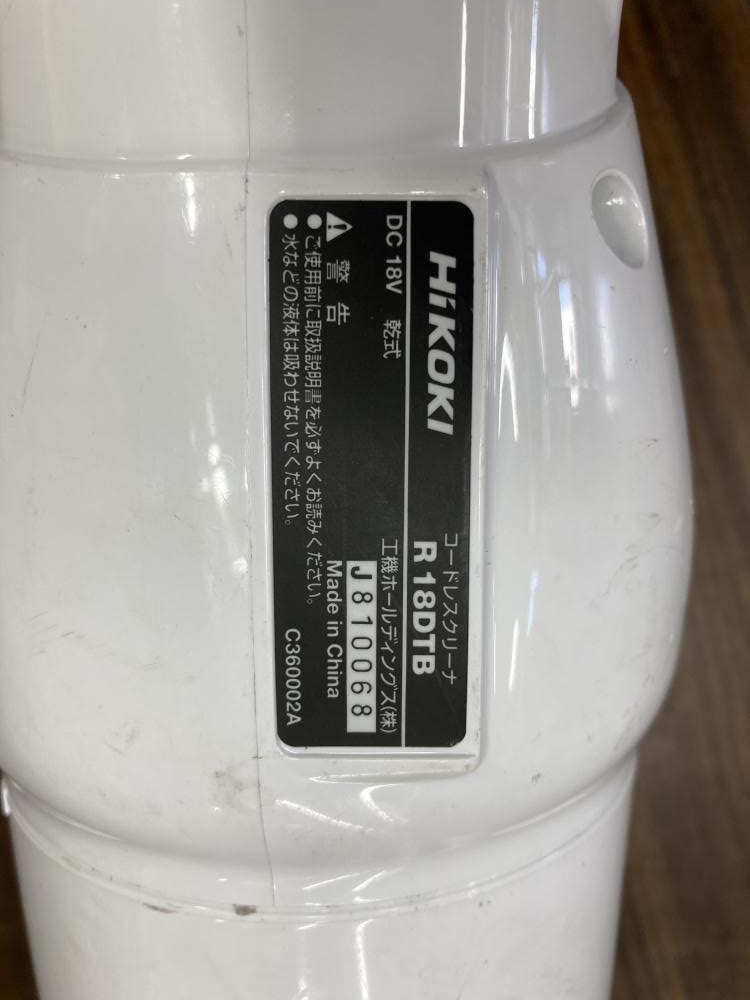 HiKOKI
コードレスクリーナ
R 18DTB
DC 18V 乾式
工機ホールディングス(株)
J810068
警告
Made in China
●ご使用前に取扱説明書を必ずよくお読みください。
●水などの液体は吸わせないでください。
C360002A